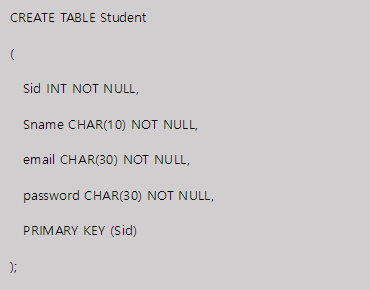 CREATE TABLE Student
(
Sid INT NOT NULL,
Sname CHAR(10) NOT NULL,
email CHAR(30) NOT NULL,
password CHAR(30) NOT NULL,
PRIMARY KEY (Sid)
);